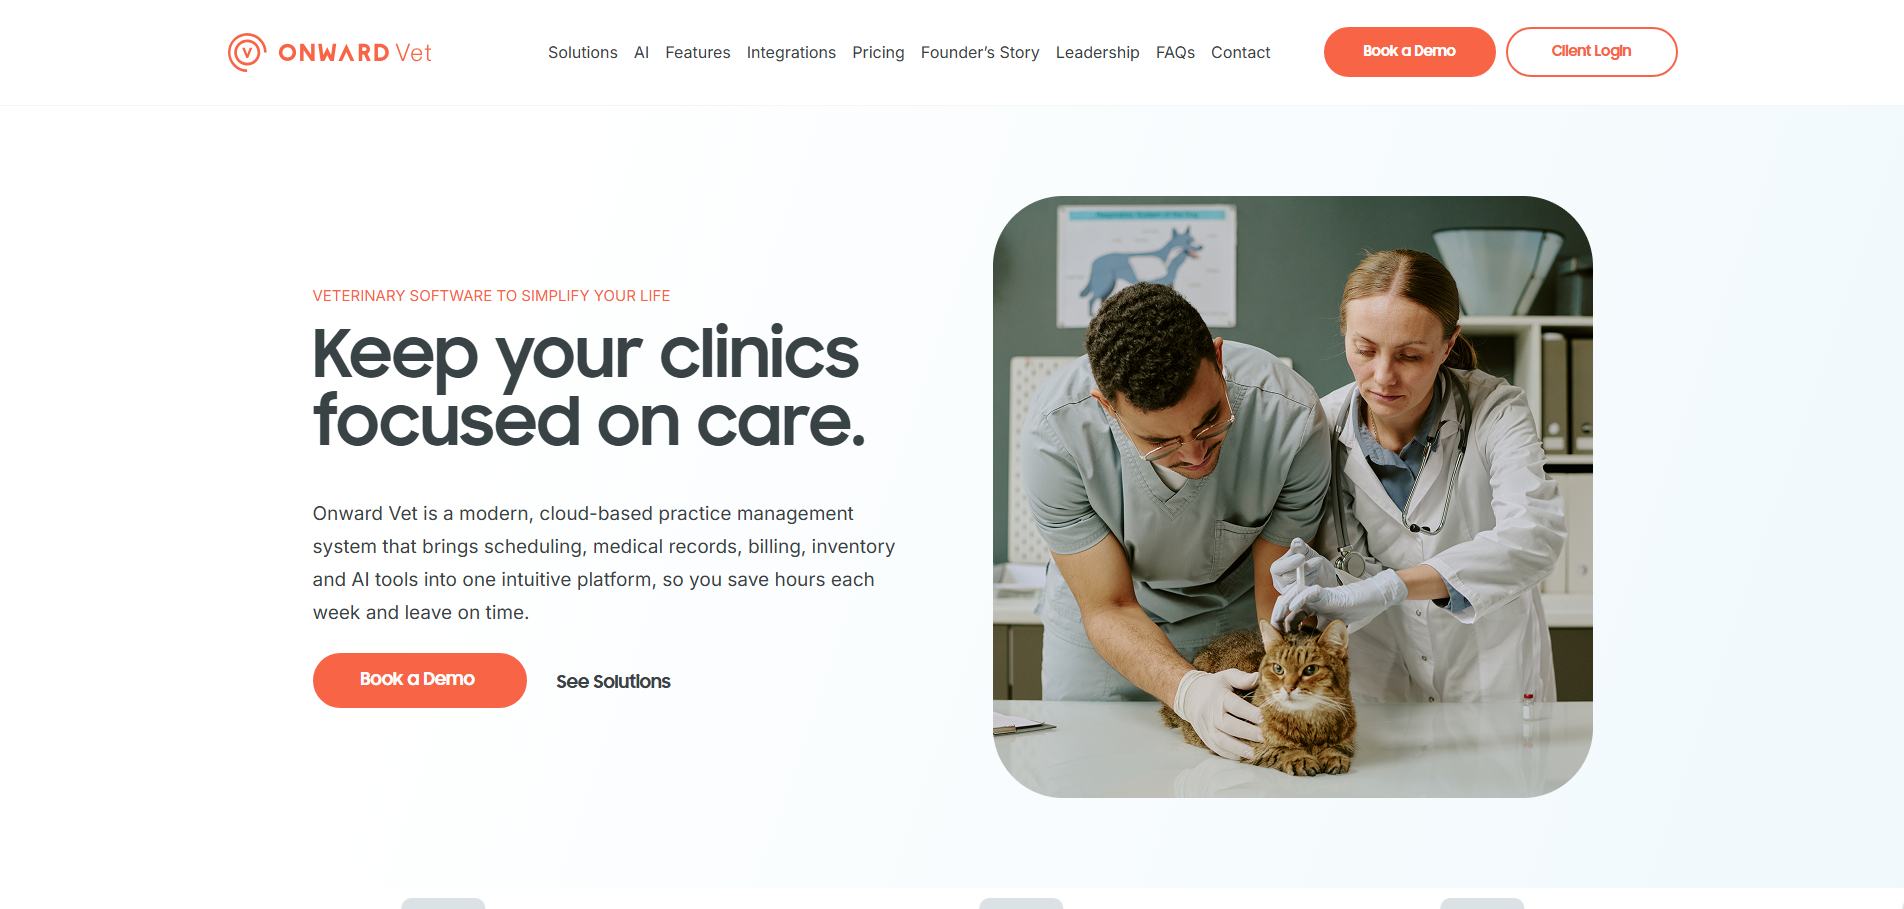 ONWARD Vet
Solutions AI Features Integrations Pricing Founder’s Story Leadership FAQs Contact
Book a Demo
Client Login
VETERINARY SOFTWARE TO SIMPLIFY YOUR LIFE
Keep your clinics
focused on care.
Onward Vet is a modern, cloud-based practice management
system that brings scheduling, medical records, billing, inventory
and AI tools into one intuitive platform, so you save hours each
week and leave on time.
Book a Demo
See Solutions